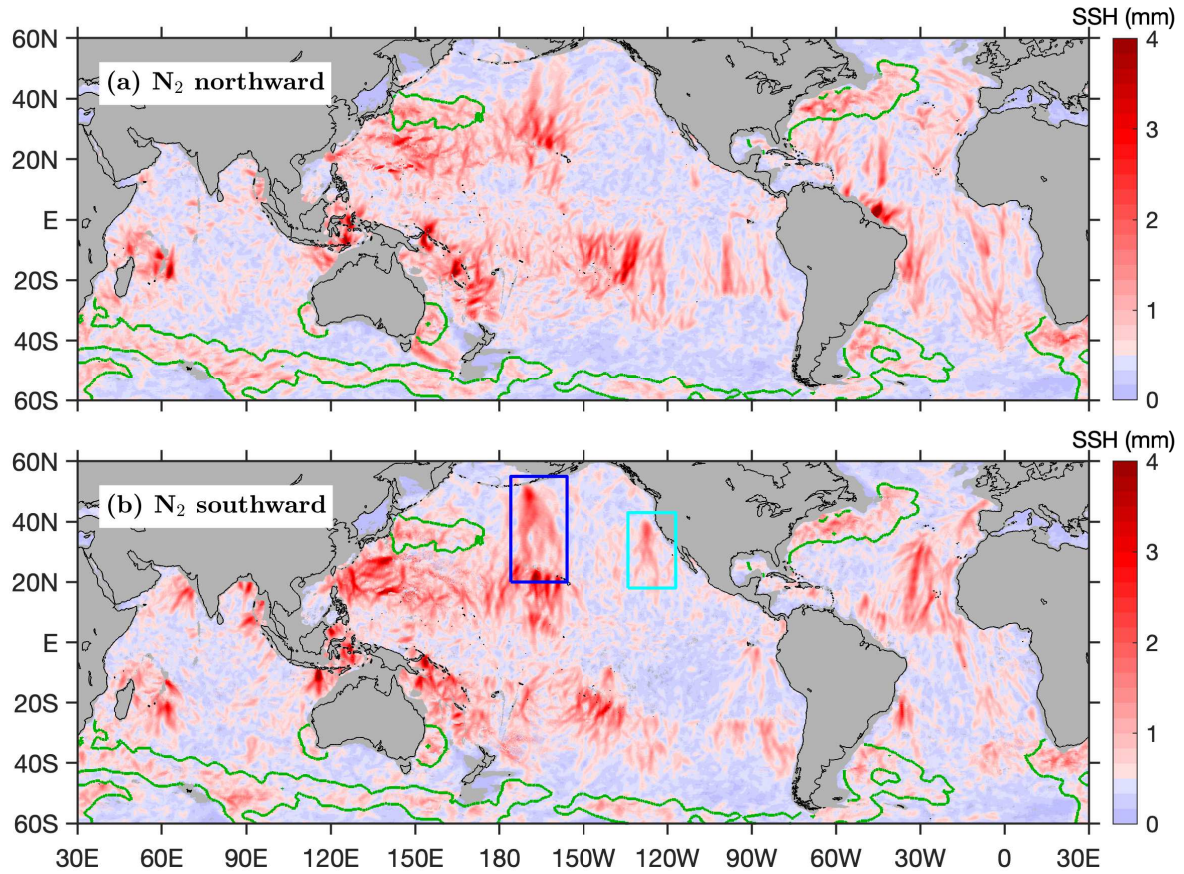 SSH (mm)
60N
40N
20N
E
20S
40S
60S
(a) N₂ northward
4
3
2
1
0
SSH (mm)
60N
40N
20N
E
20S
40S
60S
(b) N₂ southward
4
3
2
1
0
30E 60E 90E 120E 150E 180 150W 120W 90W 60W 30W 0 30E